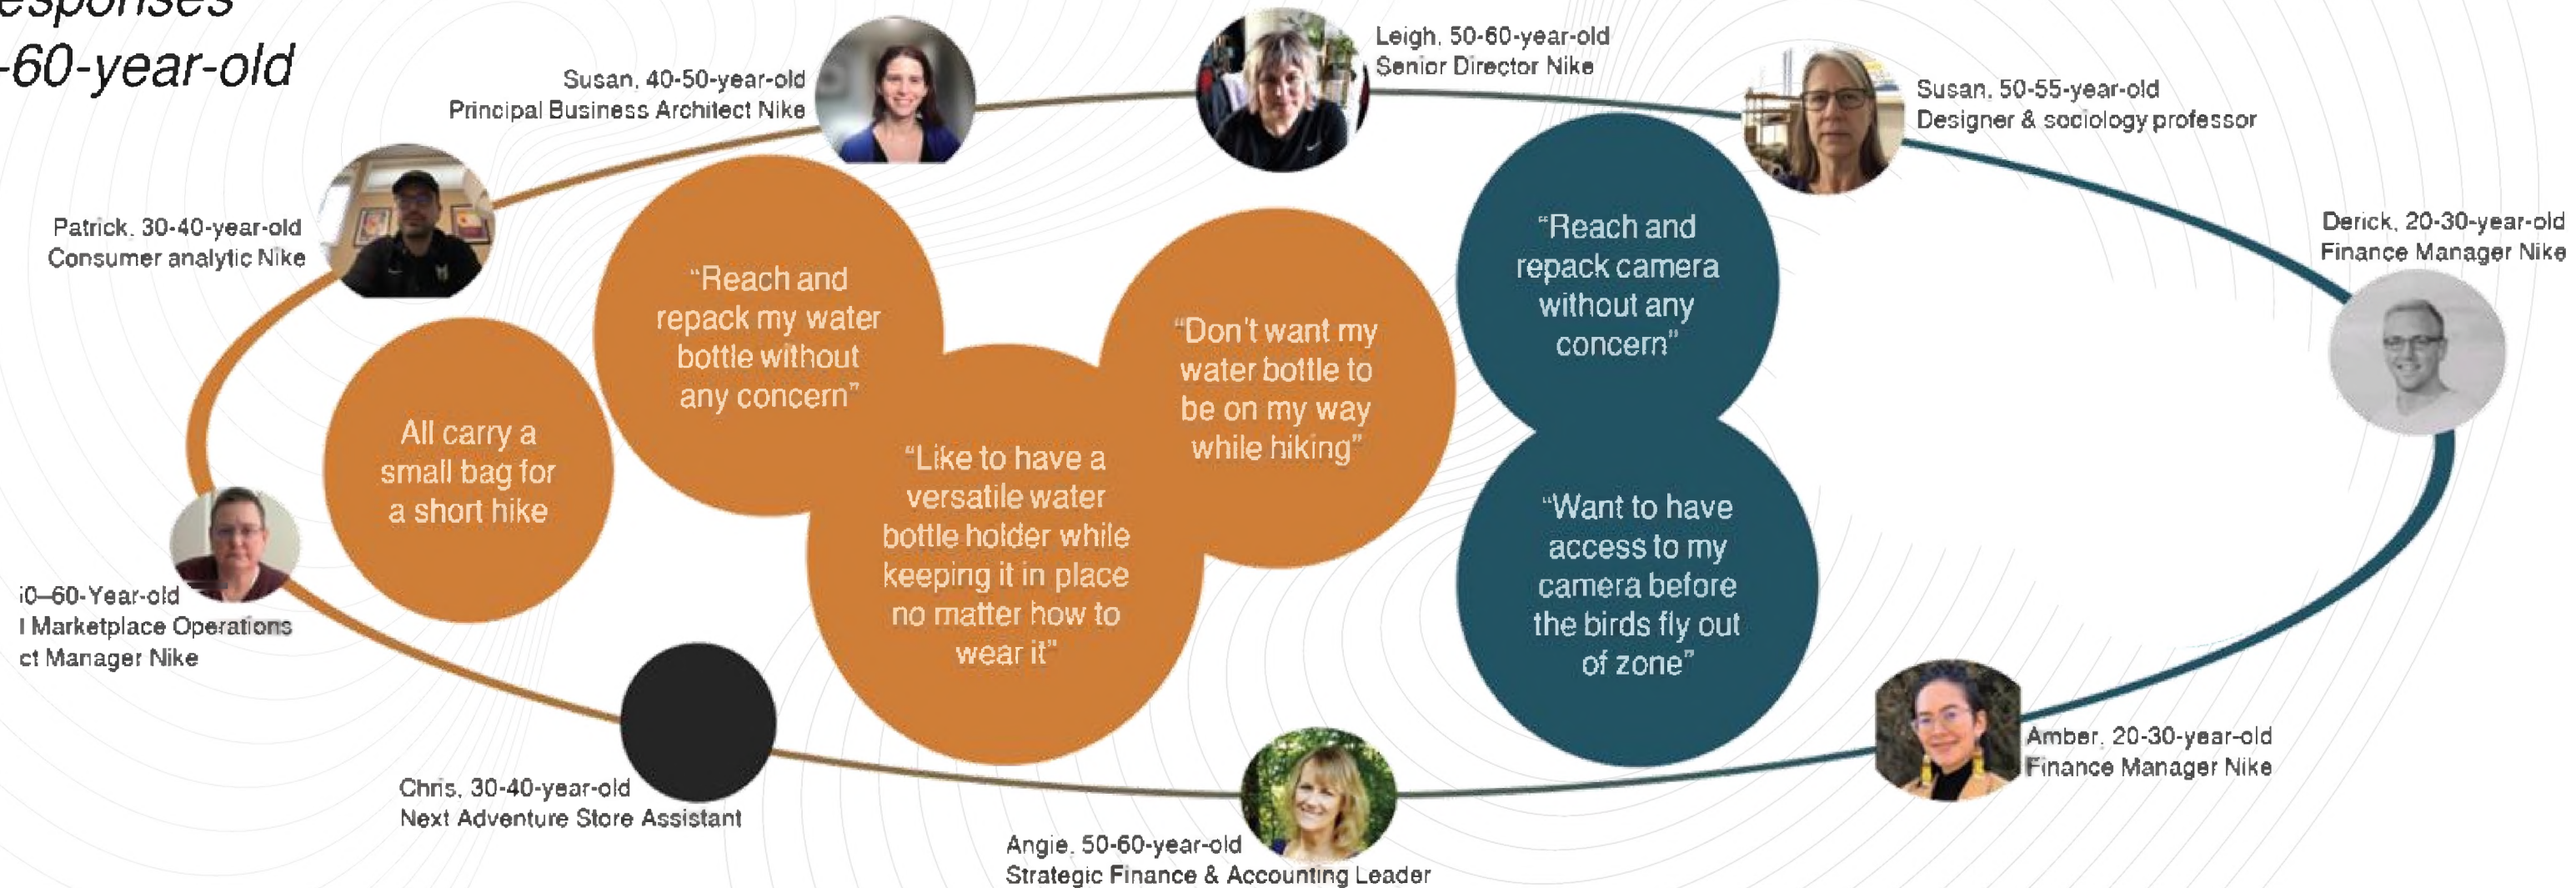 esponses
-60-year-old
Susan, 40-50-year-old
Principal Business Architect Nike
Leigh, 50-60-year-old
Senior Director Nike
Susan, 50-55-year-old
Designer & sociology professor
Patrick, 30-40-year-old
Consumer analytic Nike
Derick, 20-30-year-old
Finance Manager Nike
All carry a
small bag for
a short hike
“Reach and
repack my water
bottle without
any concern”
“Like to have a
versatile water
bottle holder while
keeping it in place
no matter how to
wear it”
“Don't want my
water bottle to
be on my way
while hiking”
“Reach and
repack camera
without any
concern”
“Want to have
access to my
camera before
the birds fly out
of zone”
0–60-Year-old
l Marketplace Operations
ct Manager Nike
Chris, 30-40-year-old
Next Adventure Store Assistant
Angie, 50-60-year-old
Strategic Finance & Accounting Leader
Amber, 20-30-year-old
Finance Manager Nike